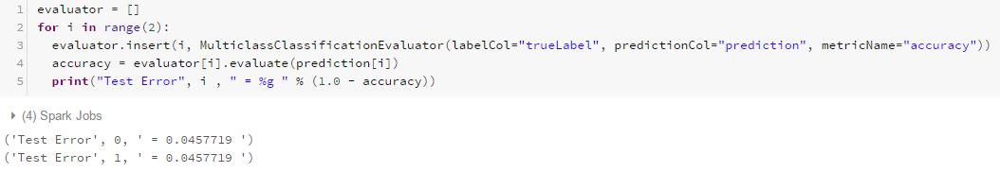 1 evaluator = []
2 for i in range(2):
3   evaluator.insert(i, MulticlassClassificationEvaluator(labelCol="trueLabel", predictionCol="prediction", metricName="accuracy"))
4   accuracy = evaluator[i].evaluate(prediction[i])
5   print("Test Error", i , " = %g " % (1.0 - accuracy))
(4) Spark Jobs
('Test Error', 0, ' = 0.0457719 ')
('Test Error', 1, ' = 0.0457719 ')